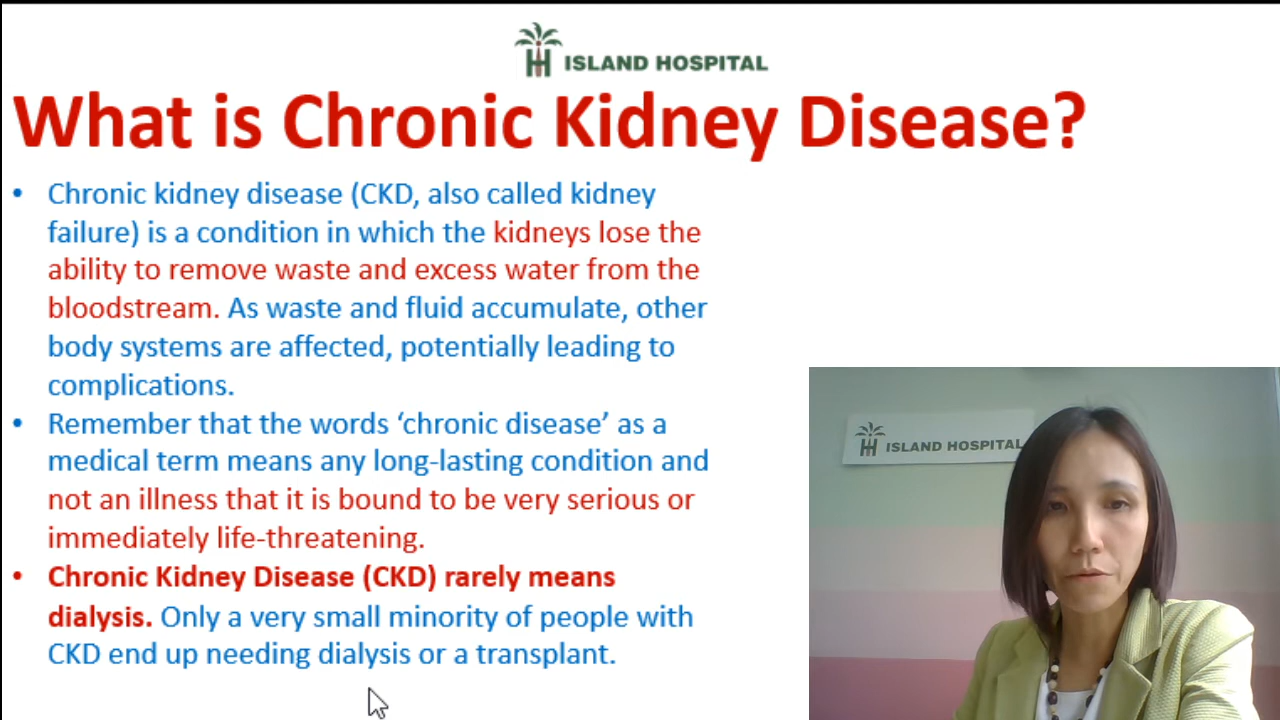 ISLAND HOSPITAL
What is Chronic Kidney Disease?
• Chronic kidney disease (CKD, also called kidney
failure) is a condition in which the kidneys lose the
ability to remove waste and excess water from the
bloodstream. As waste and fluid accumulate, other
body systems are affected, potentially leading to
complications.
• Remember that the words ‘chronic disease’ as a
medical term means any long-lasting condition and
not an illness that it is bound to be very serious or
immediately life-threatening.
• Chronic Kidney Disease (CKD) rarely means
dialysis. Only a very small minority of people with
CKD end up needing dialysis or a transplant.
ISLAND HOSPITAL